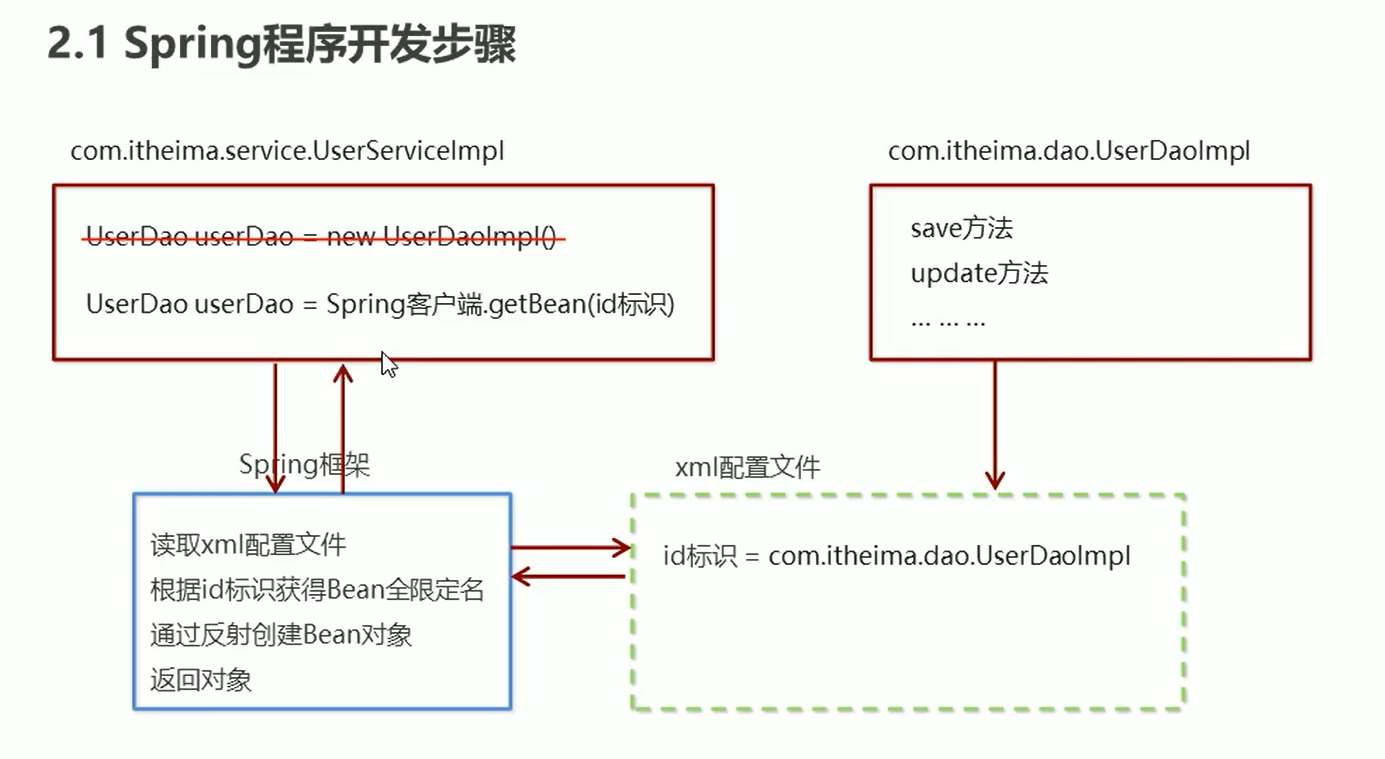 2.1 Spring程序开发步骤
com.itheima.service.UserServiceImpl
UserDao userDao = new UserDaoImpl()
UserDao userDao = Spring客户端.getBean(id标识)
com.itheima.dao.UserDaoImpl
save方法
update方法
... ... ...
Spring框架
读取xml配置文件
根据id标识获得Bean全限定名
通过反射创建Bean对象
返回对象
xml配置文件
id标识 = com.itheima.dao.UserDaoImpl